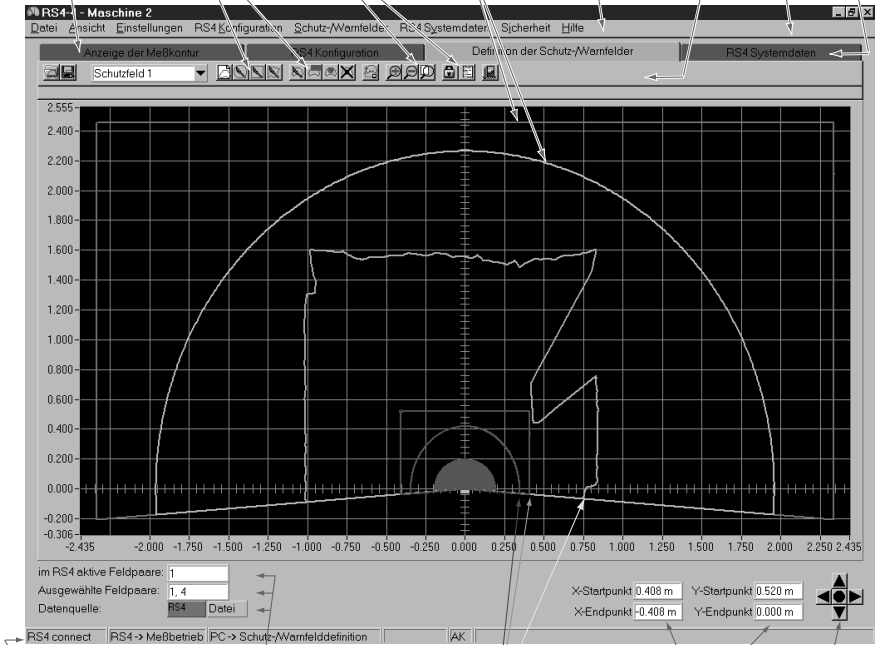 RS4-4 - Maschine 2
Datei Ansicht Einstellungen RS4 Konfiguration Schutz-/Warnfelder RS4 Systemdaten Sicherheit Hilfe
Anzeige der Meßkontur RS4 Konfiguration Definition der Schutz-/Warnfelder RS4 Systemdaten
Schutzfeld 1
2.555
2.400
2.200
2.000
1.600
1.400
1.200
1.000
0.800
0.600
0.400
0.200
0.000
-0.200
-0.306
-2.435 -2.000 -1.750 -1.500 -1.250 -1.000 -0.750 -0.500 -0.250 0.000 0.250 0.500 0.750 1.000 1.250 1.500 1.750 2.000 2.250 2.435
im RS4 aktive Feldpaare: 1
Ausgewählte Feldpaare: 1, 4
Datenquelle: RS4 Datei
X-Startpunkt 0.408 m Y-Startpunkt 0.520 m
X-Endpunkt -0.408 m Y-Endpunkt 0.000 m
RS4 connect RS4 -> Meßbetrieb PC -> Schutz-/Warnfelddefinition AK